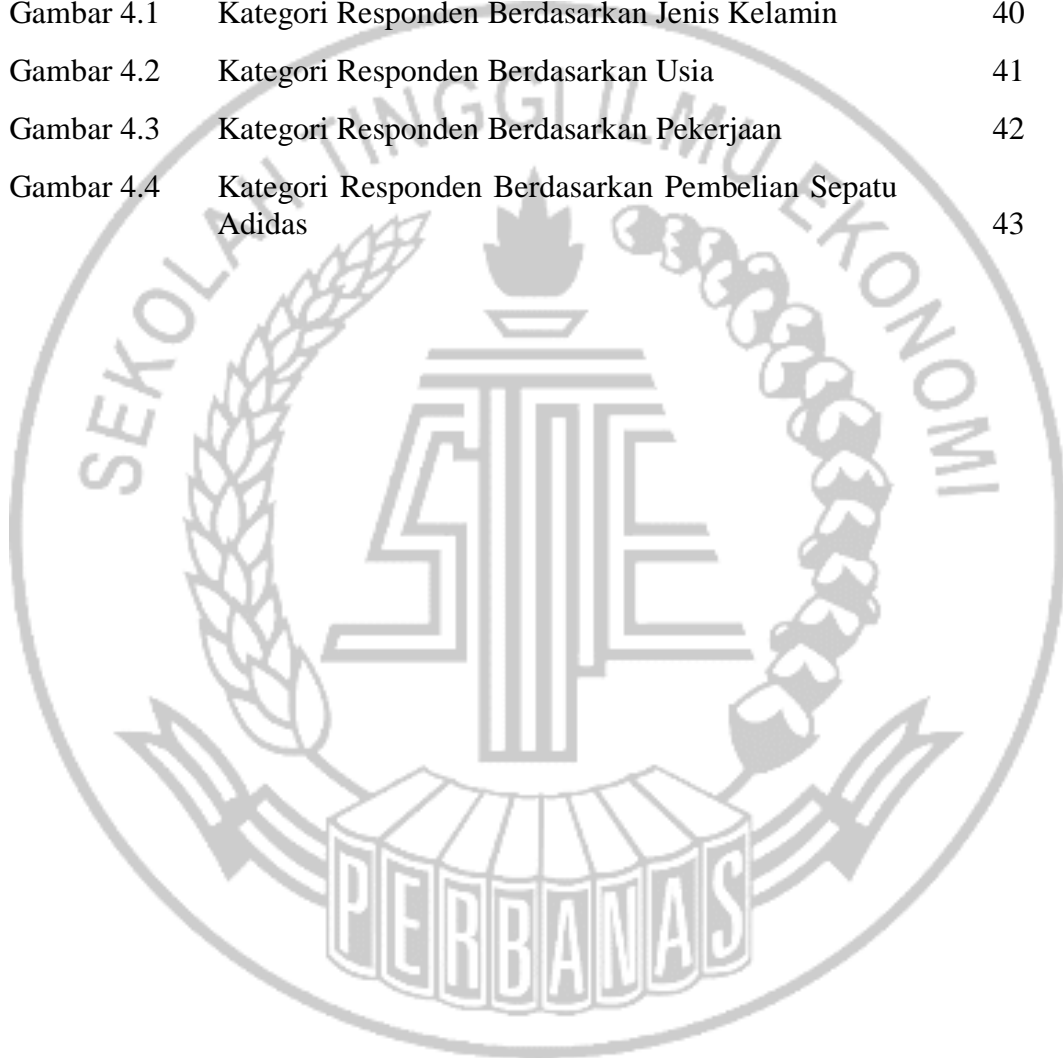 Gambar 4.1 Kategori Responden Berdasarkan Jenis Kelamin 40
Gambar 4.2 Kategori Responden Berdasarkan Usia 41
Gambar 4.3 Kategori Responden Berdasarkan Pekerjaan 42
Gambar 4.4 Kategori Responden Berdasarkan Pembelian Sepatu
Adidas 43
SEKOLAH TINGGI ILMU EKONOMI
STIE
PERBANAS